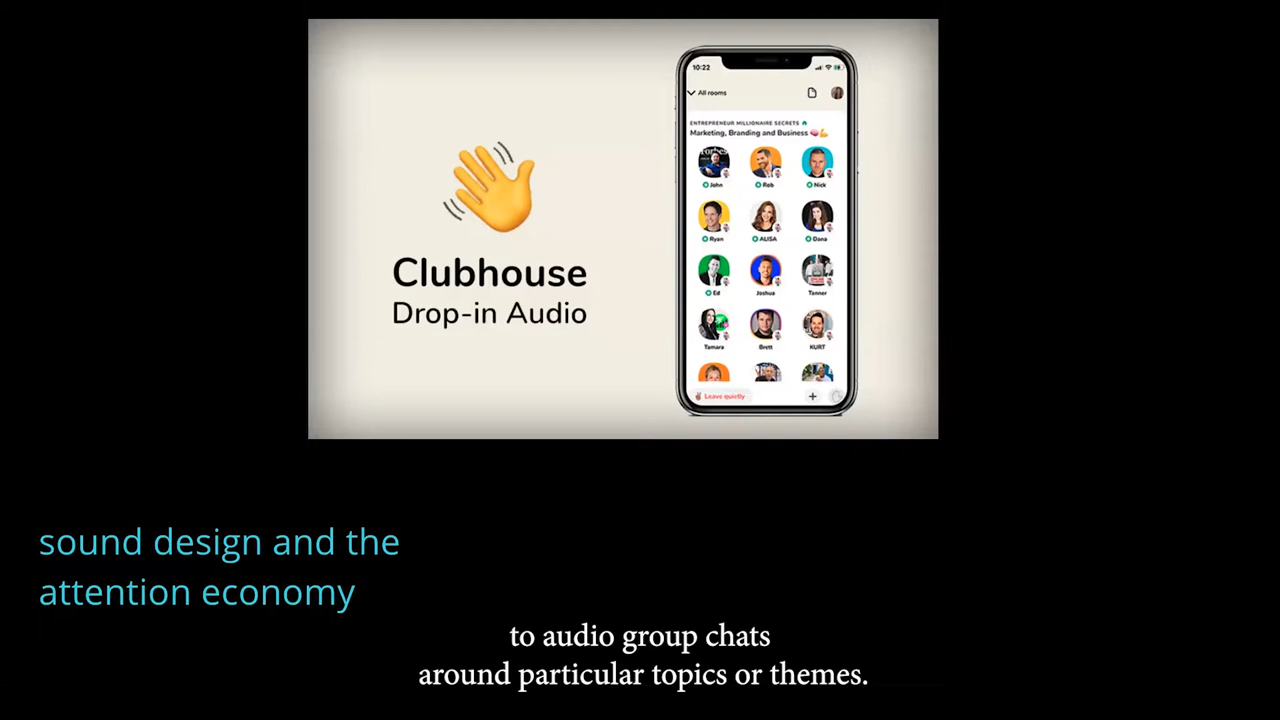 10:22
All rooms
ENTREPRENEUR MILLIONAIRE SECRETS
Marketing, Branding and Business
Forbes
John Rob Nick
Ryan ALISA Dana
Ed Joshua Tanner
Tamara Brett KURT
Leave quietly
+
Clubhouse
Drop-in Audio
sound design and the
attention economy
to audio group chats
around particular topics or themes.